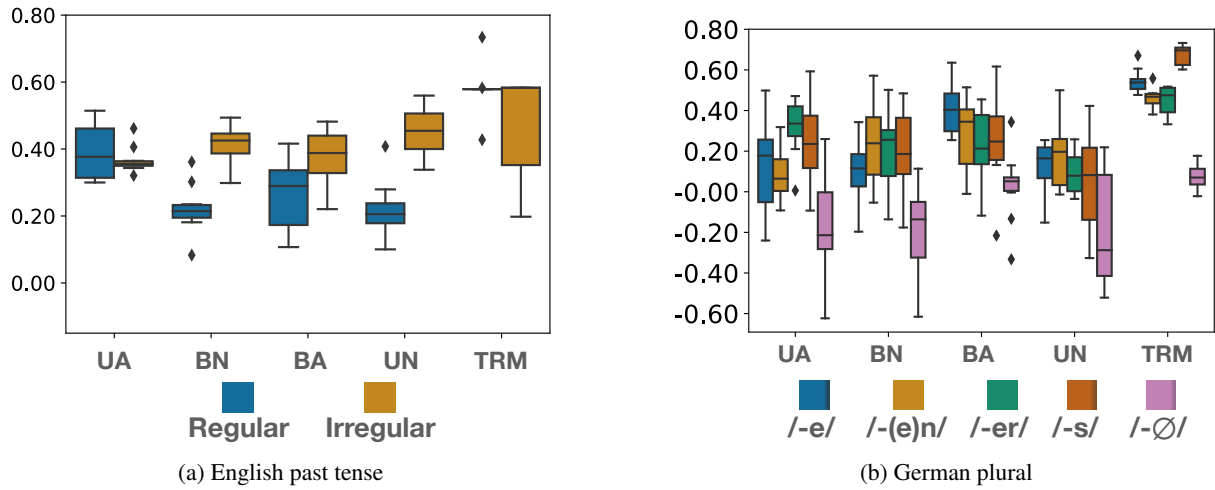 0.80
0.60
0.40
0.20
0.00
UA BN BA UN TRM
Regular Irregular
(a) English past tense
0.80
0.60
0.40
0.20
-0.00
-0.20
-0.40
-0.60
UA BN BA UN TRM
/-e/ /-(e)n/ /-er/ /-s/ /-∅/
(b) German plural